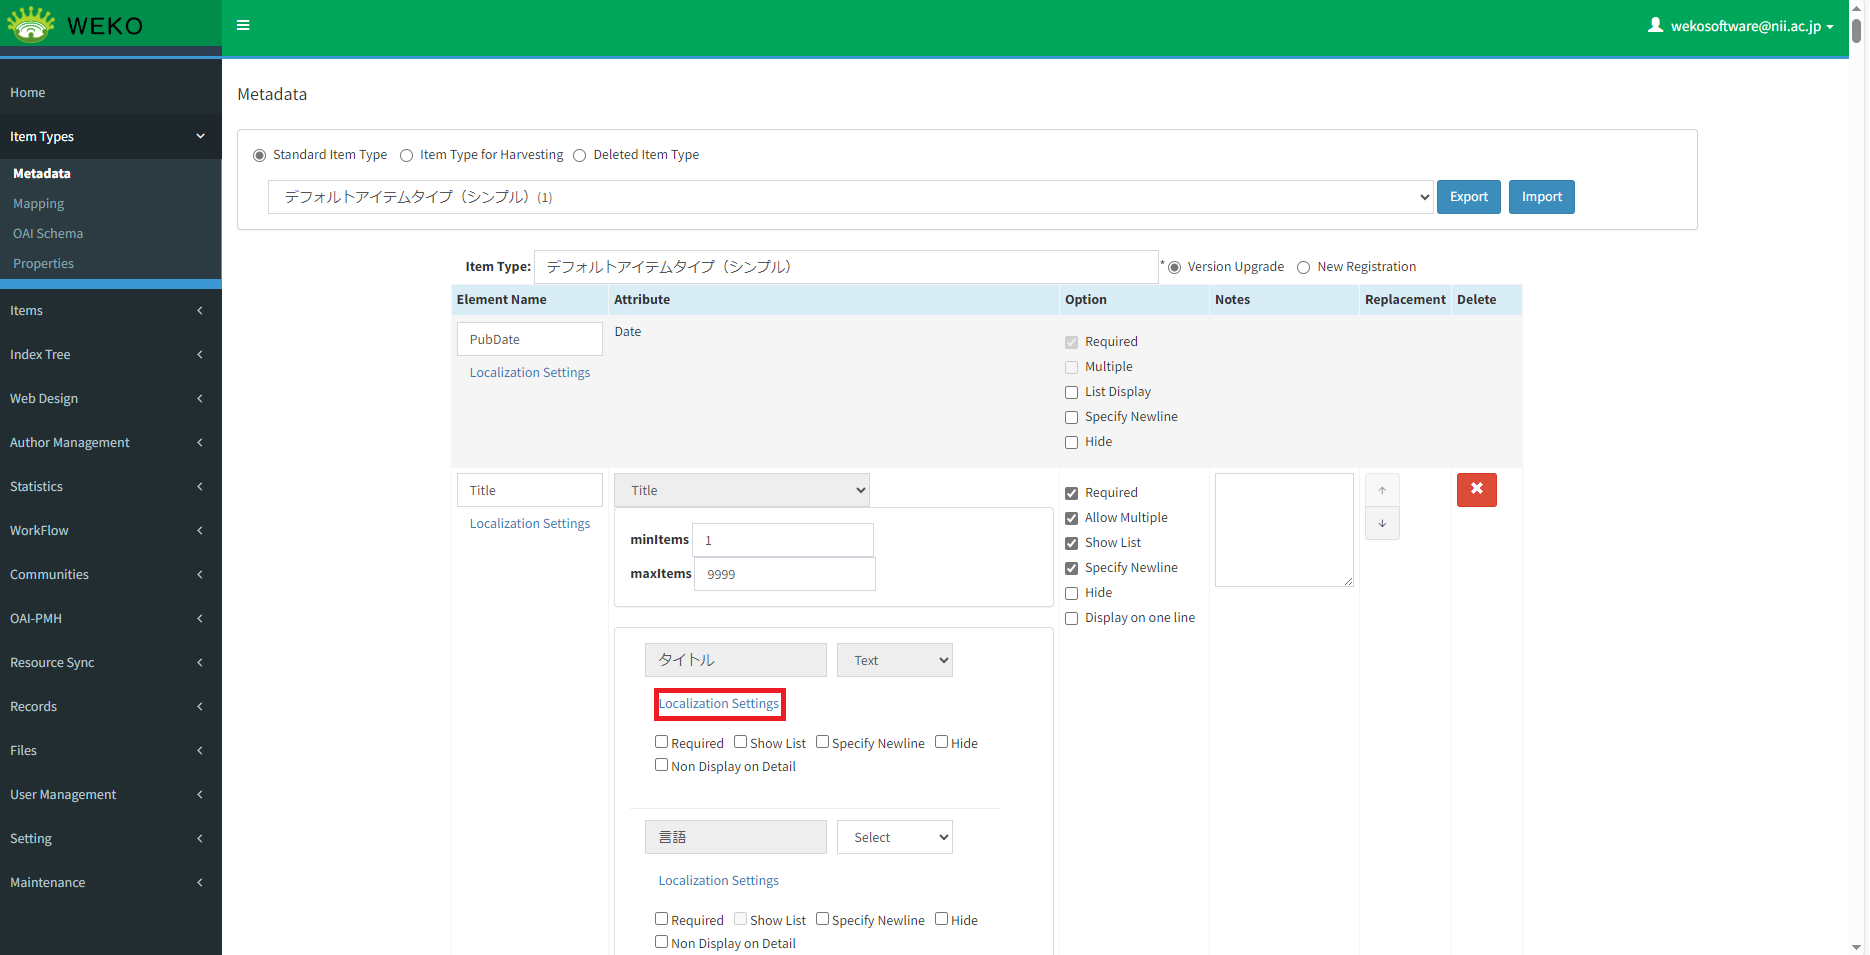 WEKO
wekosoftware@nii.ac.jp
Home
Item Types
Metadata
Mapping
OAI Schema
Properties
Items
Index Tree
Web Design
Author Management
Statistics
WorkFlow
Communities
OAI-PMH
Resource Sync
Records
Files
User Management
Setting
Maintenance
Metadata
Standard Item Type Item Type for Harvesting Deleted Item Type
デフォルトアイテムタイプ（シンプル） (1) Export Import
Item Type: デフォルトアイテムタイプ（シンプル） * Version Upgrade New Registration
Element Name Attribute Option Notes Replacement Delete
PubDate Date
Localization Settings
Required
Multiple
List Display
Specify Newline
Hide
Title Title
Localization Settings
minItems 1
maxItems 9999
Required
Allow Multiple
Show List
Specify Newline
Hide
Display on one line
タイトル Text
Localization Settings
Required Show List Specify Newline Hide
Non Display on Detail
言語 Select
Localization Settings
Required Show List Specify Newline Hide
Non Display on Detail